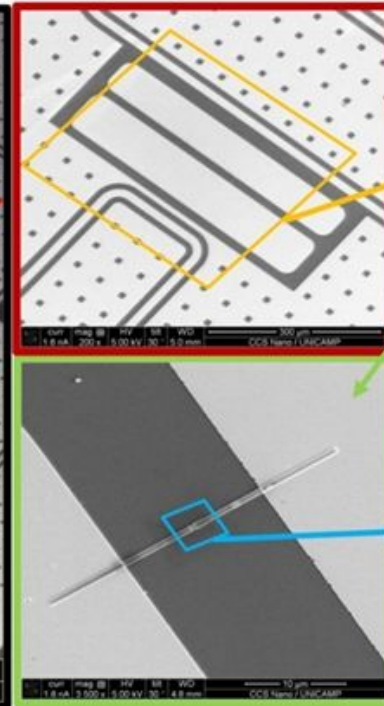 curr mag HV tilt WD 300 µm
1.6 nA 200 x 5.00 kV 30 ° 5.0 mm CCS Nano / UNICAMP
curr mag HV tilt WD 10 µm
1.6 nA 3 500 x 5.00 kV 30 ° 4.8 mm CCS Nano / UNICAMP